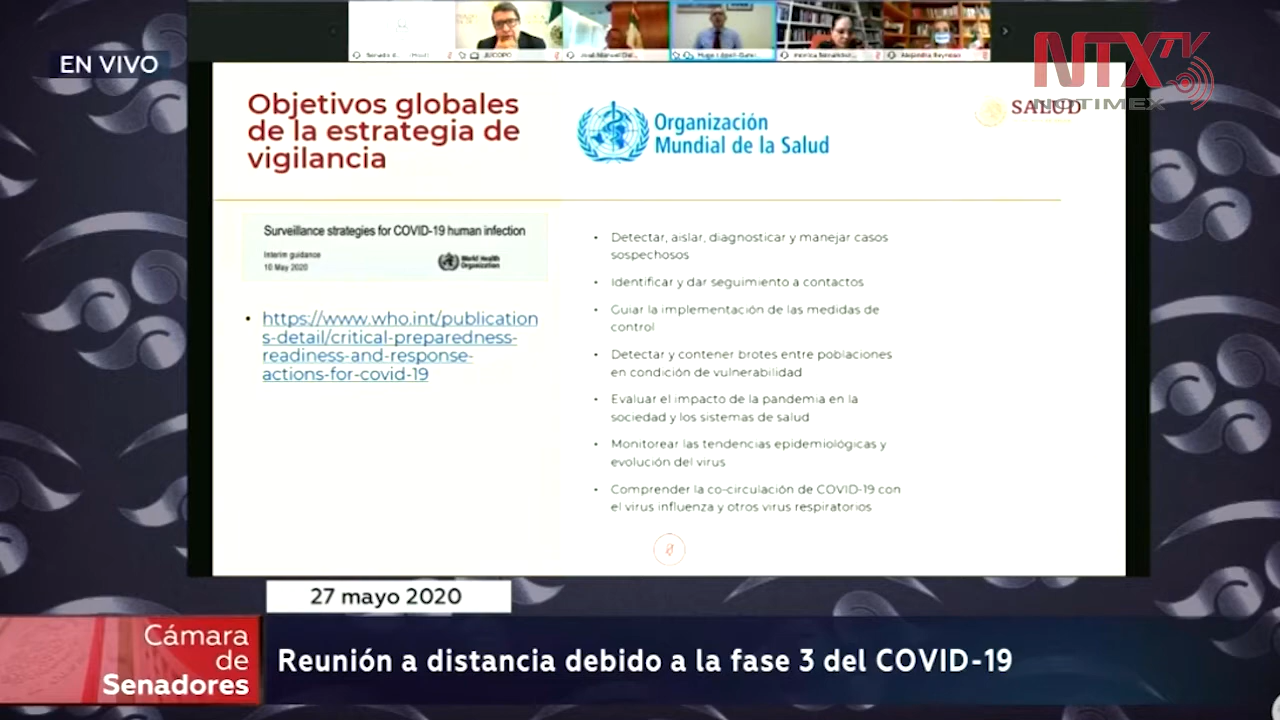 EN VIVO
JUCOPO
NTX TV
NOTIMEX
SALUD
Objetivos globales
de la estrategia de
vigilancia
Organización
Mundial de la Salud
Surveillance strategies for COVID-19 human infection
Interim guidance
10 May 2020
World Health
Organization
• https://www.who.int/publication
s-detail/critical-preparedness-
readiness-and-response-
actions-for-covid-19
• Detectar, aislar, diagnosticar y manejar casos
sospechosos
• Identificar y dar seguimiento a contactos
• Guiar la implementación de las medidas de
control
• Detectar y contener brotes entre poblaciones
en condición de vulnerabilidad
• Evaluar el impacto de la pandemia en la
sociedad y los sistemas de salud
• Monitorear las tendencias epidemiológicas y
evolución del virus
• Comprender la co-circulación de COVID-19 con
el virus influenza y otros virus respiratorios
27 mayo 2020
Cámara
de
Senadores
Reunión a distancia debido a la fase 3 del COVID-19